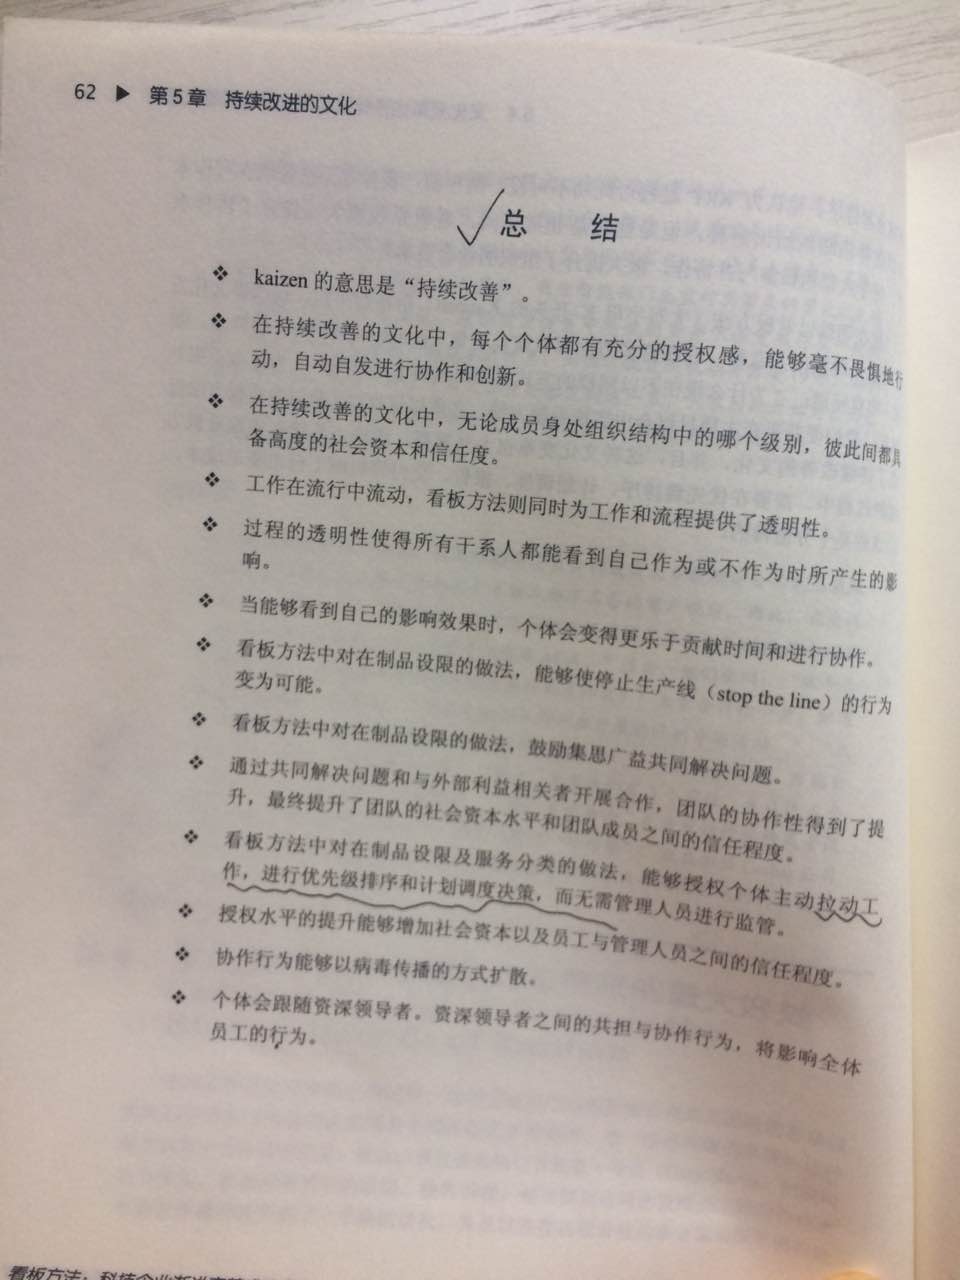 62 ▶ 第5章 持续改进的文化
总 结
❖ kaizen 的意思是“持续改善”。
❖ 在持续改善的文化中，每个个体都有充分的授权感，能够毫不畏惧地行
动，自动自发进行协作和创新。
❖ 在持续改善的文化中，无论成员身处组织结构中的哪个级别，彼此间都具
备高度的社会资本和信任度。
❖ 工作在流行中流动，看板方法则同时为工作和流程提供了透明性。
❖ 过程的透明性使得所有干系人都能看到自己作为或不作为时所产生的影
响。
❖ 当能够看到自己的影响效果时，个体会变得更乐于贡献时间和进行协作。
❖ 看板方法中对在制品设限的做法，能够使停止生产线（stop the line）的行为
变为可能。
❖ 看板方法中对在制品设限的做法，鼓励集思广益共同解决问题。
❖ 通过共同解决问题和与外部利益相关者开展合作，团队的协作性得到了提
升，最终提升了团队的社会资本水平和团队成员之间的信任程度。
❖ 看板方法中对在制品设限及服务分类的做法，能够授权个体主动拉动工
作，进行优先级排序和计划调度决策，而无需管理人员进行监管。
❖ 授权水平的提升能够增加社会资本以及员工与管理人员之间的信任程度。
❖ 协作行为能够以病毒传播的方式扩散。
❖ 个体会跟随资深领导者。资深领导者之间的共担与协作行为，将影响全体
员工的行为。
看板方法：科技企业渐进